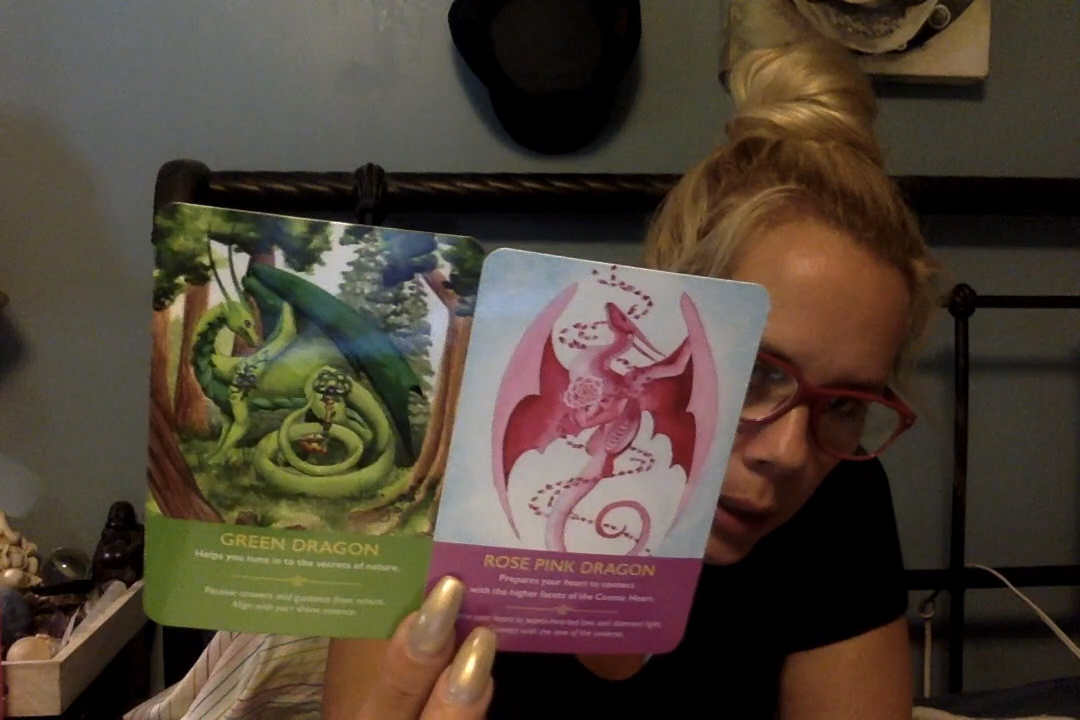 GREEN DRAGON
Helps you tune in to the secrets of nature.
Receive answers and guidance from nature.
Align with your divine essence.
ROSE PINK DRAGON
Prepares your heart to connect
with the higher facets of the Cosmic Heart.
your heart to warm-hearted love and diamond light.
with the love of the universe.